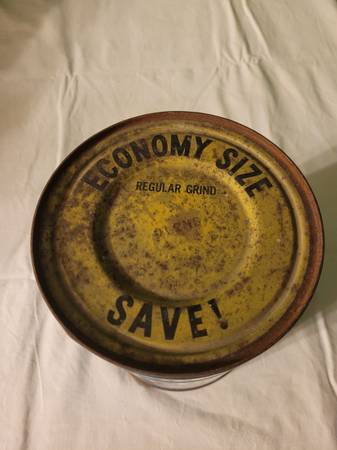 ECONOMY SIZE
REGULAR GRIND
SAVE!